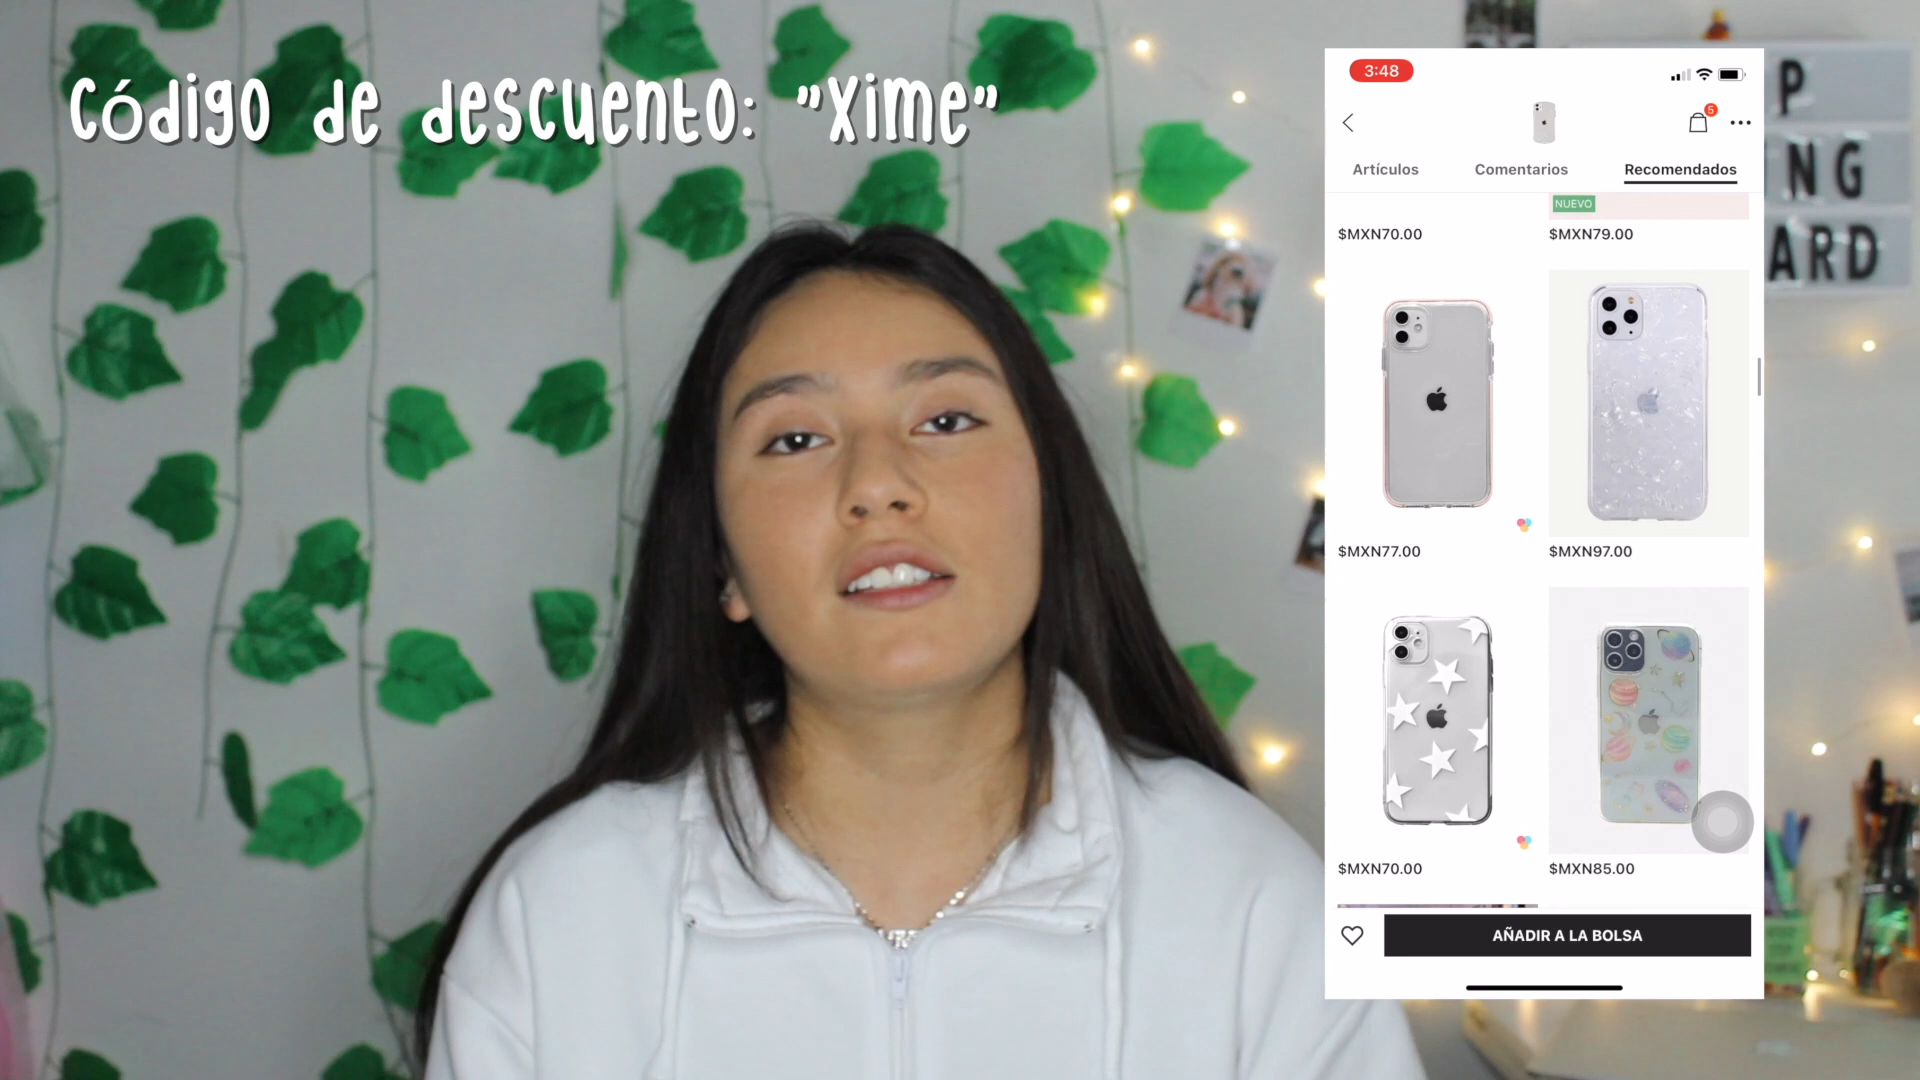 Código de descuento: "Xime"
3:48
5
Artículos Comentarios Recomendados
NUEVO
$MXN70.00 $MXN79.00
$MXN77.00 $MXN97.00
$MXN70.00 $MXN85.00
AÑADIR A LA BOLSA
P
NG
ARD